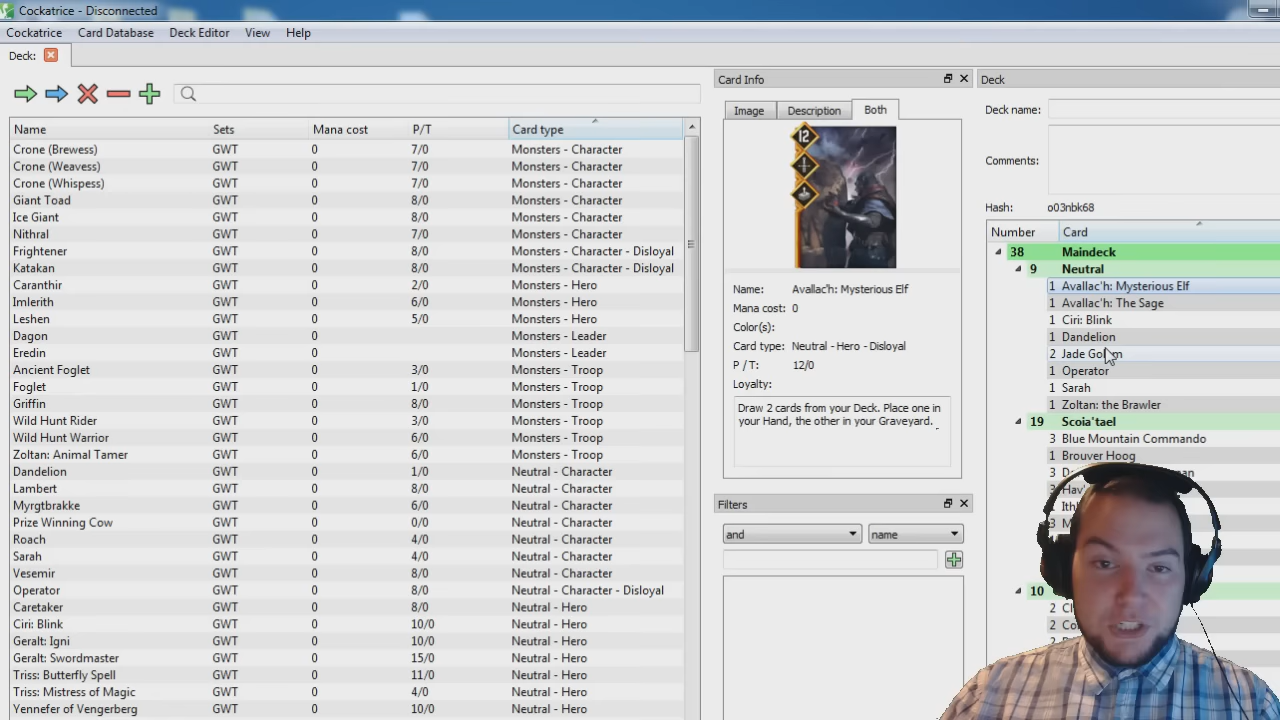 Cockatrice - Disconnected
Cockatrice Card Database Deck Editor View Help
Deck:
Name Sets Mana cost P/T Card type
Crone (Brewess) GWT 0 7/0 Monsters - Character
Crone (Weavess) GWT 0 7/0 Monsters - Character
Crone (Whispess) GWT 0 7/0 Monsters - Character
Giant Toad GWT 0 8/0 Monsters - Character
Ice Giant GWT 0 8/0 Monsters - Character
Nithral GWT 0 7/0 Monsters - Character
Frightener GWT 0 8/0 Monsters - Character - Disloyal
Katakan GWT 0 8/0 Monsters - Character - Disloyal
Caranthir GWT 0 2/0 Monsters - Hero
Imlerith GWT 0 6/0 Monsters - Hero
Leshen GWT 0 5/0 Monsters - Hero
Dagon GWT 0 Monsters - Leader
Eredin GWT 0 Monsters - Leader
Ancient Foglet GWT 0 3/0 Monsters - Troop
Foglet GWT 0 1/0 Monsters - Troop
Griffin GWT 0 9/0 Monsters - Troop
Wild Hunt Rider GWT 0 3/0 Monsters - Troop
Wild Hunt Warrior GWT 0 6/0 Monsters - Troop
Zoltan: Animal Tamer GWT 0 6/0 Monsters - Troop
Dandelion GWT 0 1/0 Neutral - Character
Lambert GWT 0 8/0 Neutral - Character
Myrgtbrakke GWT 0 6/0 Neutral - Character
Prize Winning Cow GWT 0 0/0 Neutral - Character
Roach GWT 0 4/0 Neutral - Character
Sarah GWT 0 4/0 Neutral - Character
Vesemir GWT 0 8/0 Neutral - Character
Operator GWT 0 8/0 Neutral - Character - Disloyal
Caretaker GWT 0 8/0 Neutral - Hero
Ciri: Blink GWT 0 10/0 Neutral - Hero
Geralt: Igni GWT 0 10/0 Neutral - Hero
Geralt: Swordmaster GWT 0 15/0 Neutral - Hero
Triss: Butterfly Spell GWT 0 11/0 Neutral - Hero
Triss: Mistress of Magic GWT 0 4/0 Neutral - Hero
Yennefer of Vengerberg GWT 0 10/0 Neutral - Hero
Card Info
Image Description Both
12
Name: Avallac'h: Mysterious Elf
Mana cost: 0
Color(s):
Card type: Neutral - Hero - Disloyal
P / T: 12/0
Loyalty:
Draw 2 cards from your Deck. Place one in
your Hand, the other in your Graveyard.
Filters
and name
Deck
Deck name:
Comments:
Hash: o03nbk68
Number Card
38 Maindeck
9 Neutral
1 Avallac'h: Mysterious Elf
1 Avallac'h: The Sage
1 Ciri: Blink
1 Dandelion
2 Jade
1 Operator
1 Sarah
1 Zoltan: the Brawler
19 Scoia'tael
3 Blue Mountain Commando
1 Brouver Hoog
3
3
1
3
10
2
2